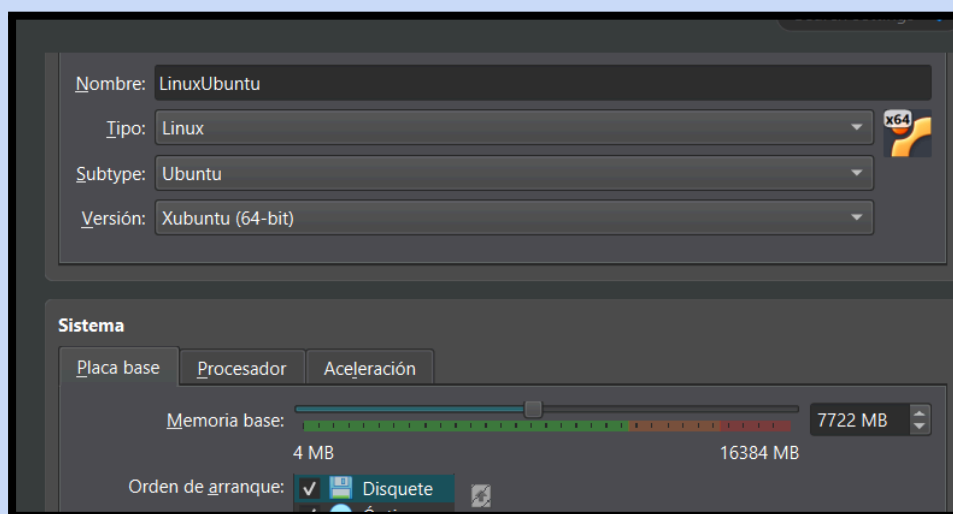 Nombre: LinuxUbuntu
Tipo: Linux
x64
Subtype: Ubuntu
Versión: Xubuntu (64-bit)
Sistema
Placa base Procesador Aceleración
Memoria base: 7722 MB
4 MB 16384 MB
Orden de arranque: Disquete